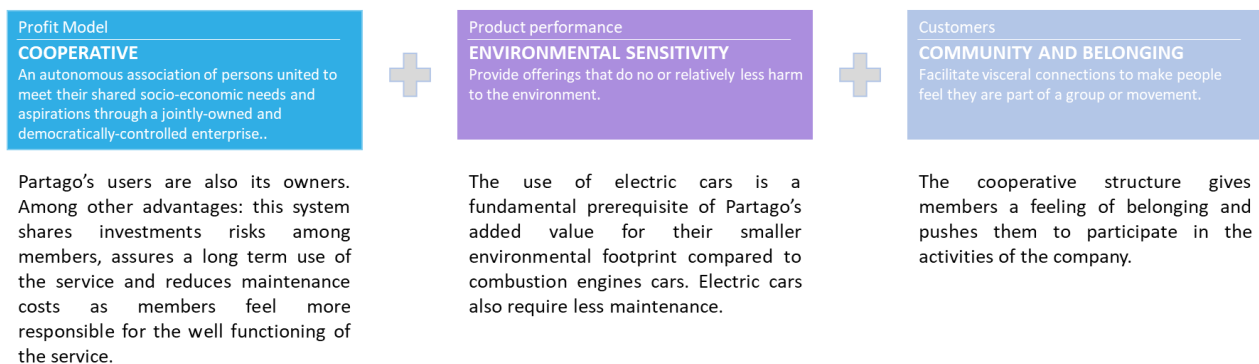 Profit Model
COOPERATIVE
An autonomous association of persons united to
meet their shared socio-economic needs and
aspirations through a jointly-owned and
democratically-controlled enterprise..
Partago’s users are also its owners.
Among other advantages: this system
shares investments risks among
members, assures a long term use of
the service and reduces maintenance
costs as members feel more
responsible for the well functioning of
the service.
Product performance
ENVIRONMENTAL SENSITIVITY
Provide offerings that do no or relatively less harm
to the environment.
The use of electric cars is a
fundamental prerequisite of Partago’s
added value for their smaller
environmental footprint compared to
combustion engines cars. Electric cars
also require less maintenance.
Customers
COMMUNITY AND BELONGING
Facilitate visceral connections to make people
feel they are part of a group or movement.
The cooperative structure gives
members a feeling of belonging and
pushes them to participate in the
activities of the company.